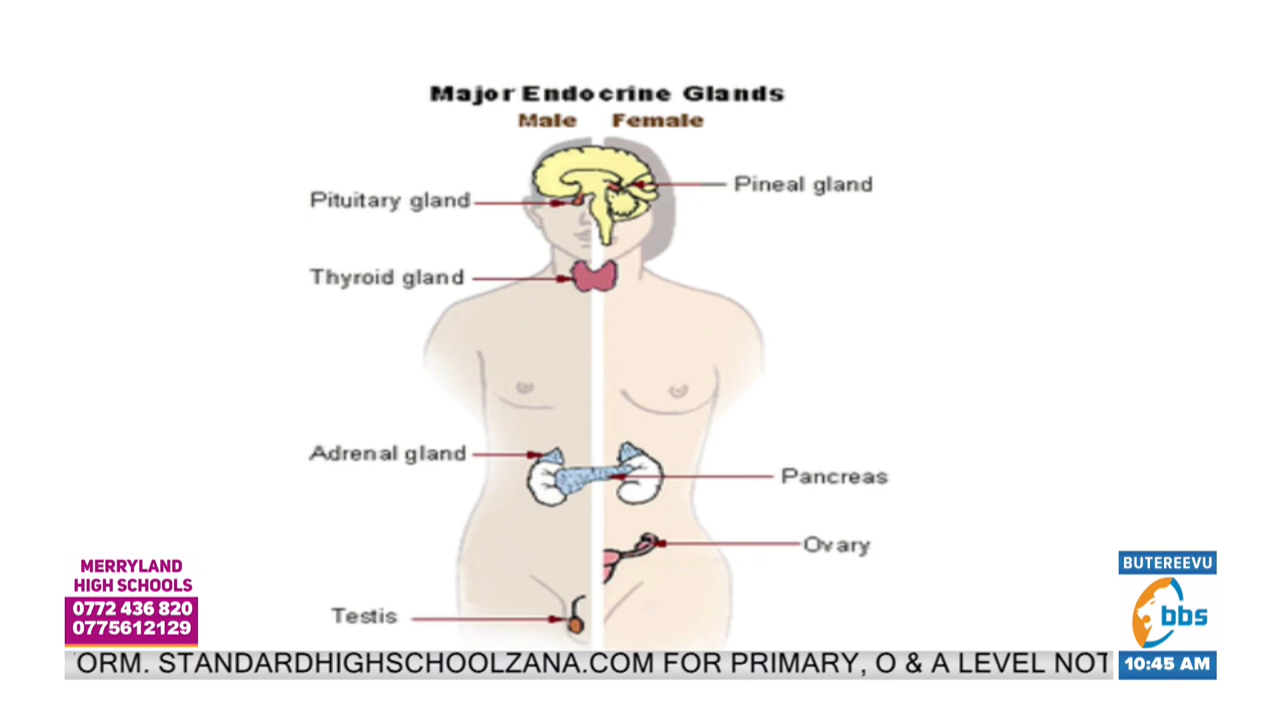 Major Endocrine Glands
Male Female
Pituitary gland
Pineal gland
Thyroid gland
Adrenal gland
Pancreas
Ovary
Testis
MERRYLAND
HIGH SCHOOLS
0772 436 820
0775612129
BUTEREEVU
bbs
10:45 AM
ORM. STANDARDHIGHSCHOOLZANA.COM FOR PRIMARY, O & A LEVEL NOT